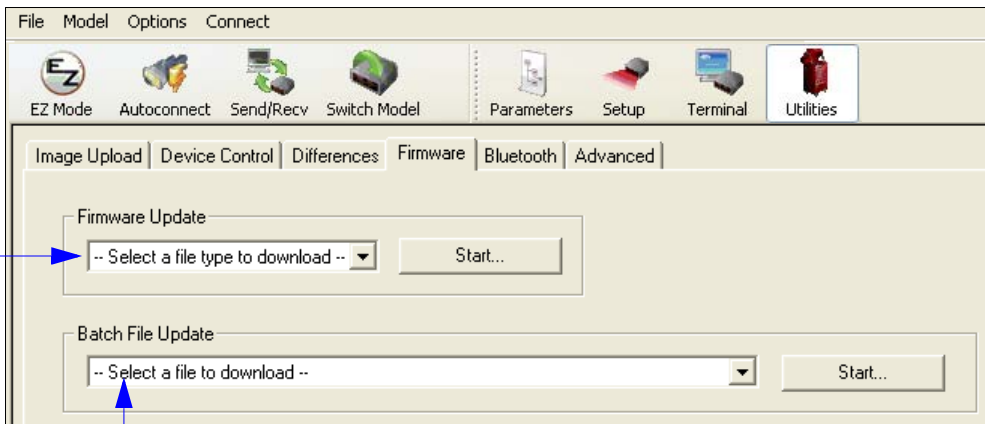 File Model Options Connect
EZ
EZ Mode Autoconnect Send/Recv Switch Model Parameters Setup Terminal Utilities
Image Upload Device Control Differences Firmware Bluetooth Advanced
Firmware Update
-- Select a file type to download -- Start...
Batch File Update
-- Select a file to download -- Start...